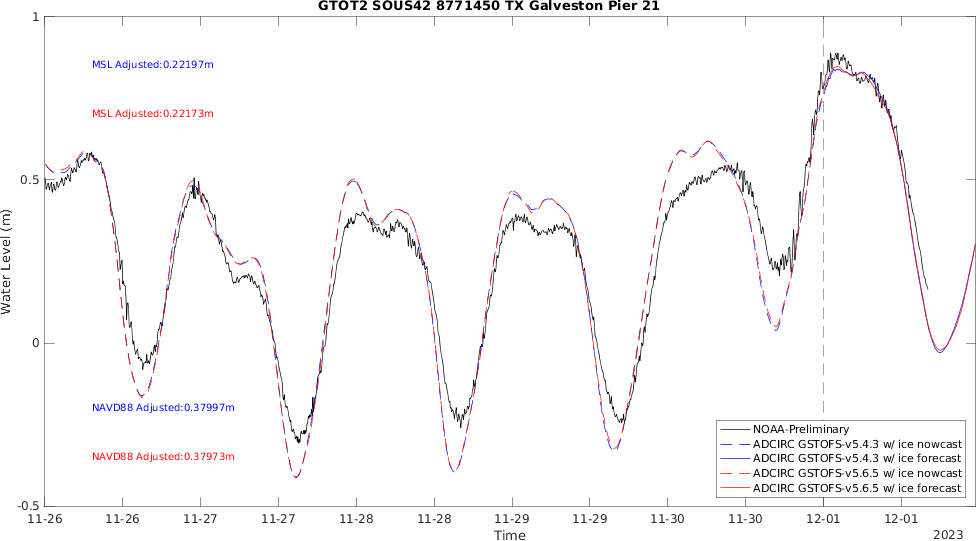 GTOT2 SOUS42 8771450 TX Galveston Pier 21
1
MSL Adjusted:0.22197m
MSL Adjusted:0.22173m
0.5
Water Level (m)
0
NAVD88 Adjusted:0.37997m
NAVD88 Adjusted:0.37973m
NOAA-Preliminary
ADCIRC GSTOFS-v5.4.3 w/ ice nowcast
ADCIRC GSTOFS-v5.4.3 w/ ice forecast
ADCIRC GSTOFS-v5.6.5 w/ ice nowcast
ADCIRC GSTOFS-v5.6.5 w/ ice forecast
-0.5
11-26 11-26 11-27 11-27 11-28 11-28 11-29 11-29 11-30 11-30 12-01 12-01
Time
2023